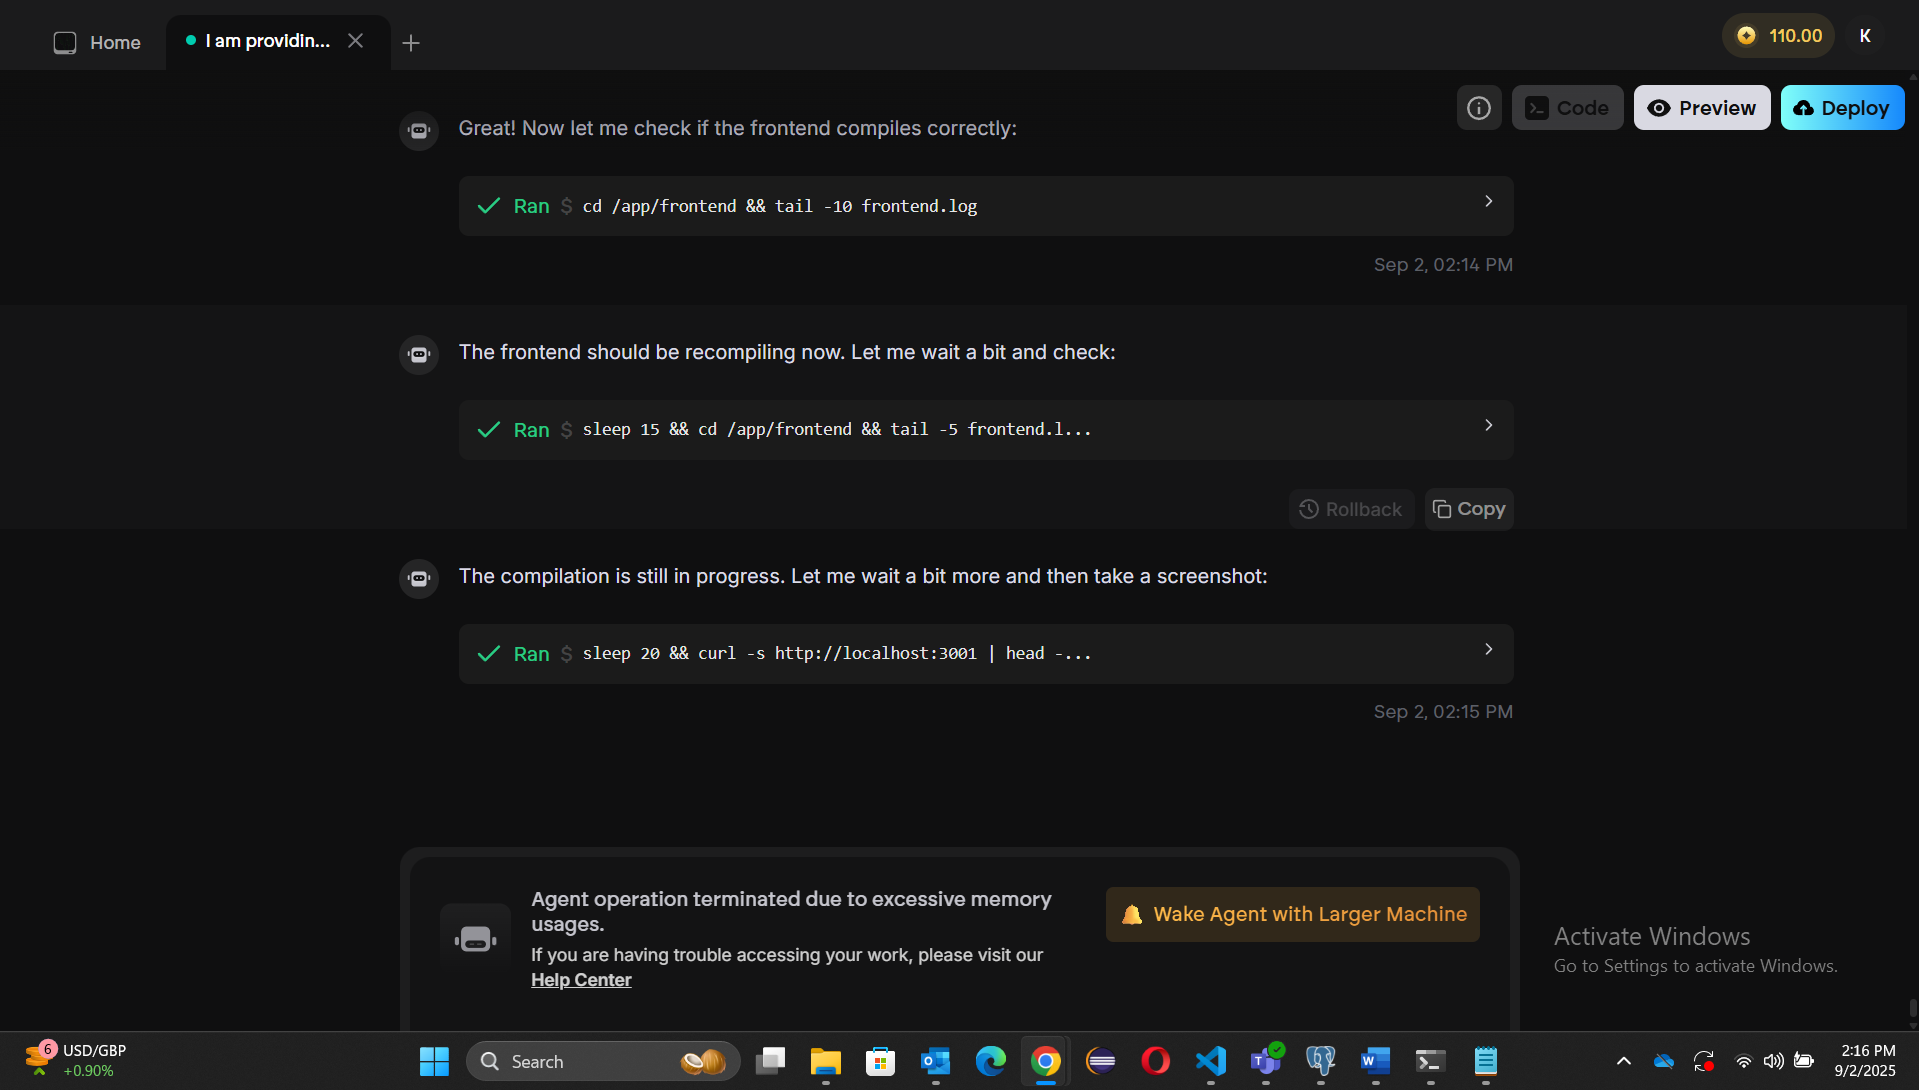 Home
I am providin...
110.00
K
Code
Preview
Deploy
Great! Now let me check if the frontend compiles correctly:
Ran $ cd /app/frontend && tail -10 frontend.log
Sep 2, 02:14 PM
The frontend should be recompiling now. Let me wait a bit and check:
Ran $ sleep 15 && cd /app/frontend && tail -5 frontend.l...
Rollback
Copy
The compilation is still in progress. Let me wait a bit more and then take a screenshot:
Ran $ sleep 20 && curl -s http://localhost:3001 | head -...
Sep 2, 02:15 PM
Agent operation terminated due to excessive memory
usages.
If you are having trouble accessing your work, please visit our
Help Center
Wake Agent with Larger Machine
Activate Windows
Go to Settings to activate Windows.
6
USD/GBP
+0.90%
Search
2:16 PM
9/2/2025